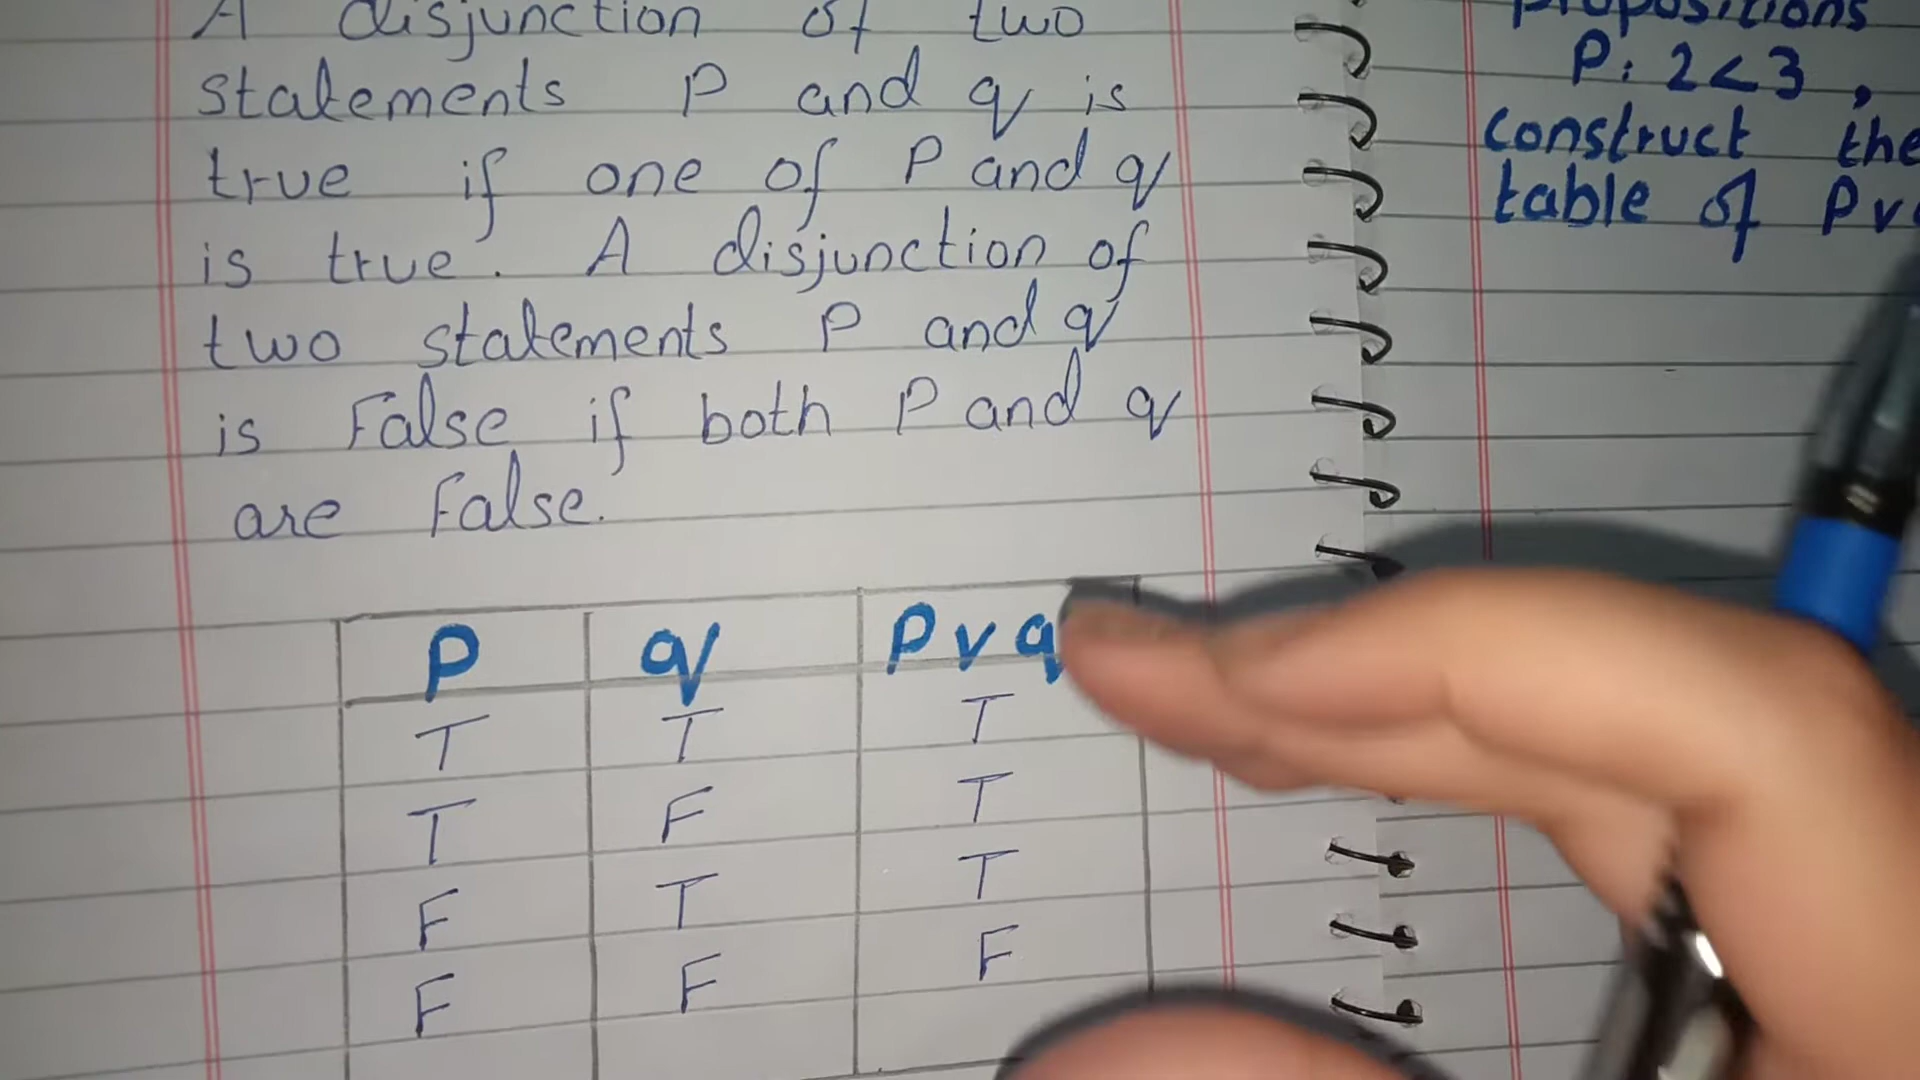 A disjunction of two
statements P and q is
true if one of P and q
is true. A disjunction of
two statements P and q
is False if both P and q
are False.
P q P v q
T T T
T F T
F T T
F F F
propositions
P: 2<3,
construct the
table of P v